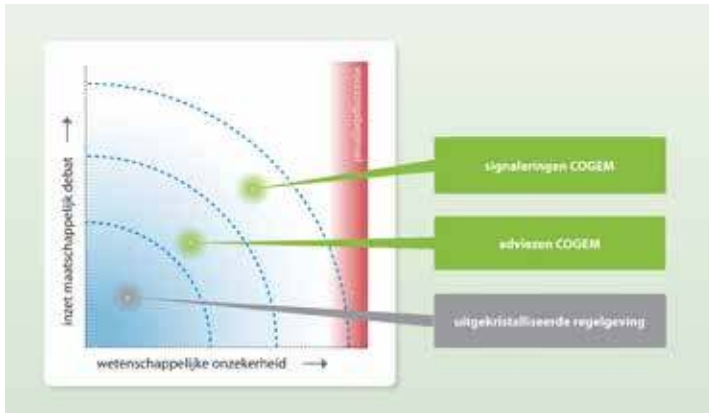 inzet maatschappelijk debat
signaleringen COGEM
adviezen COGEM
uitgekristalliseerde regelgeving
wetenschappelijke onzekerheid